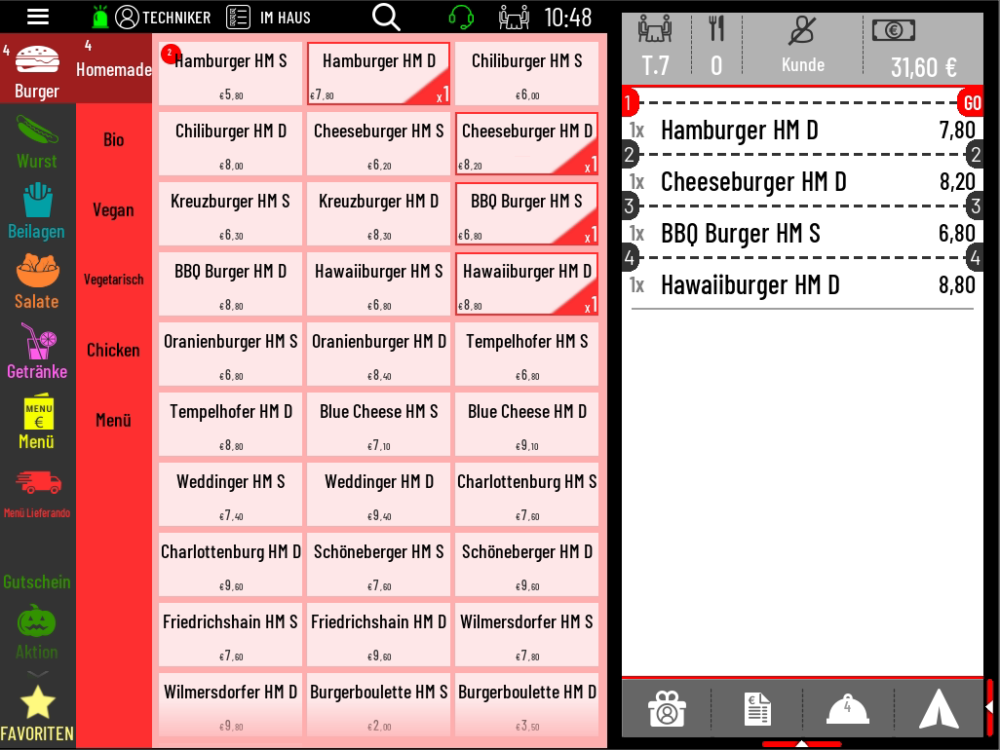 TECHNIKER
IM HAUS
10:48
4
Burger
Wurst
Beilagen
Salate
Getränke
MENU
€
Menü
Menü Lieferando
Gutschein
Aktion
FAVORITEN
4
Homemade
Bio
Vegan
Vegetarisch
Chicken
Menü
2
Hamburger HM S
€5,80
Hamburger HM D
€7,80
x1
Chiliburger HM S
€6,00
Chiliburger HM D
€8,00
Cheeseburger HM S
€6,20
Cheeseburger HM D
€8,20
x1
Kreuzburger HM S
€6,30
Kreuzburger HM D
€8,30
BBQ Burger HM S
€6,80
x1
BBQ Burger HM D
€8,80
Hawaiiburger HM S
€6,80
Hawaiiburger HM D
€8,80
x1
Oranienburger HM S
€6,80
Oranienburger HM D
€8,40
Tempelhofer HM S
€6,80
Tempelhofer HM D
€8,80
Blue Cheese HM S
€7,10
Blue Cheese HM D
€9,10
Weddinger HM S
€7,40
Weddinger HM D
€9,40
Charlottenburg HM S
€7,60
Charlottenburg HM D
€9,60
Schöneberger HM S
€7,60
Schöneberger HM D
€9,60
Friedrichshain HM S
€7,60
Friedrichshain HM D
€9,60
Wilmersdorfer HM S
€7,80
Wilmersdorfer HM D
€9,80
Burgerboulette HM S
€2,00
Burgerboulette HM D
€3,50
T.7
0
Kunde
€
31,60 €
1 GO
1x Hamburger HM D 7,80
2 2
1x Cheeseburger HM D 8,20
3 3
1x BBQ Burger HM S 6,80
4 4
1x Hawaiiburger HM D 8,80
€
4